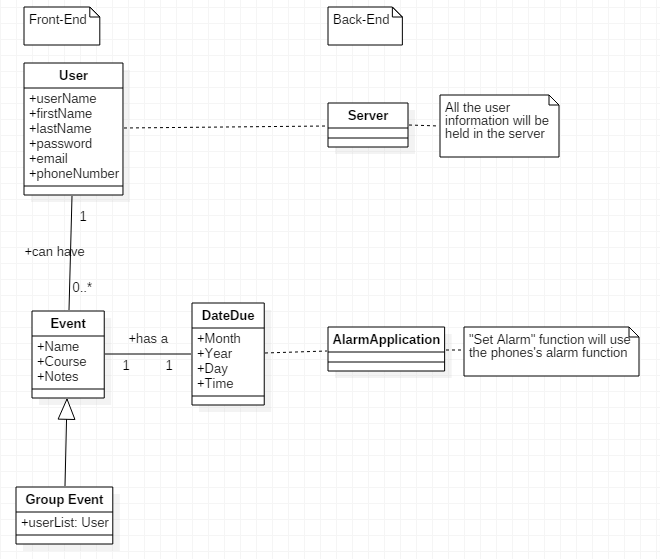 Front-End
Back-End
User
+userName
+firstName
+lastName
+password
+email
+phoneNumber
Server
All the user
information will be
held in the server
1
+can have
0..*
Event
+Name
+Course
+Notes
+has a
1
1
DateDue
+Month
+Year
+Day
+Time
AlarmApplication
"Set Alarm" function will use
the phones's alarm function
Group Event
+userList: User